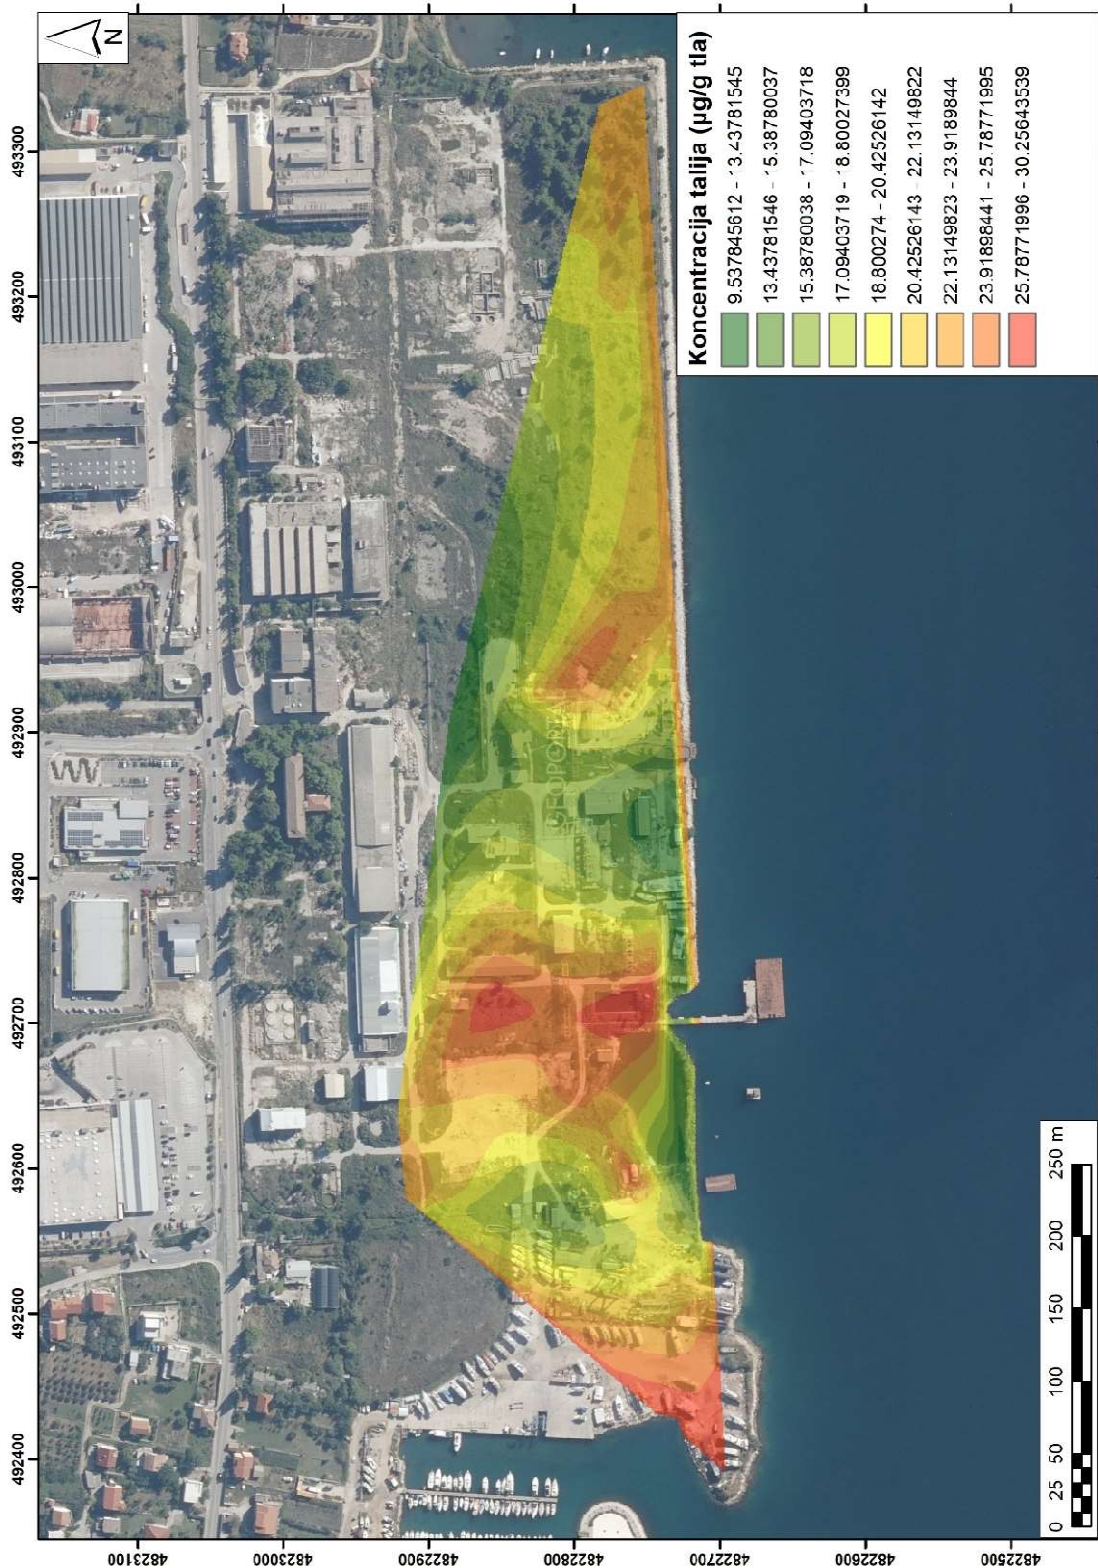 N
492400
492500
492600
492700
492800
492900
493000
493100
493200
493300
4823100
4823000
4822900
4822800
4822700
4822600
4822500
Koncentracija talija (µg/g tla)
9.537845612 - 13.43781545
13.43781546 - 15.38780037
15.38780038 - 17.09403718
17.09403719 - 18.80027399
18.800274 - 20.42526142
20.42526143 - 22.13149822
22.13149823 - 23.9189844
23.91898441 - 25.78771995
25.78771996 - 30.25643539
0 25 50 100 150 200 250 m